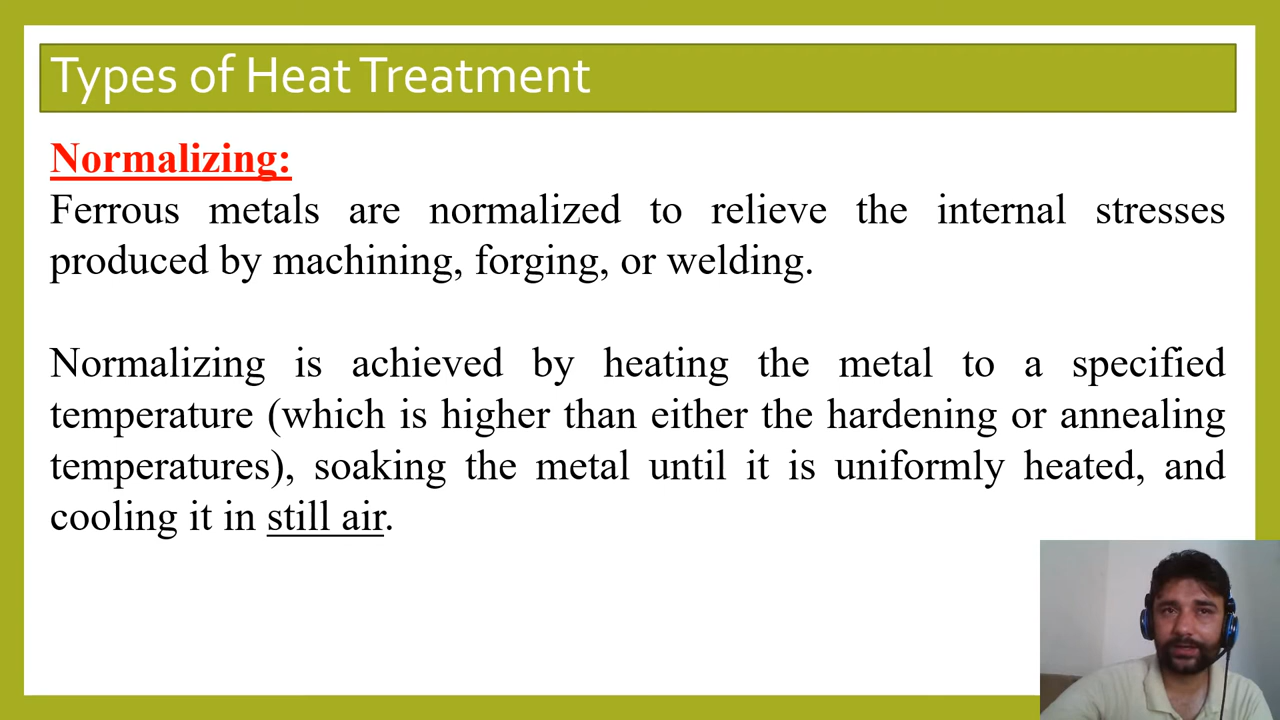 Types of Heat Treatment
Normalizing:
Ferrous metals are normalized to relieve the internal stresses
produced by machining, forging, or welding.
Normalizing is achieved by heating the metal to a specified
temperature (which is higher than either the hardening or annealing
temperatures), soaking the metal until it is uniformly heated, and
cooling it in still air.